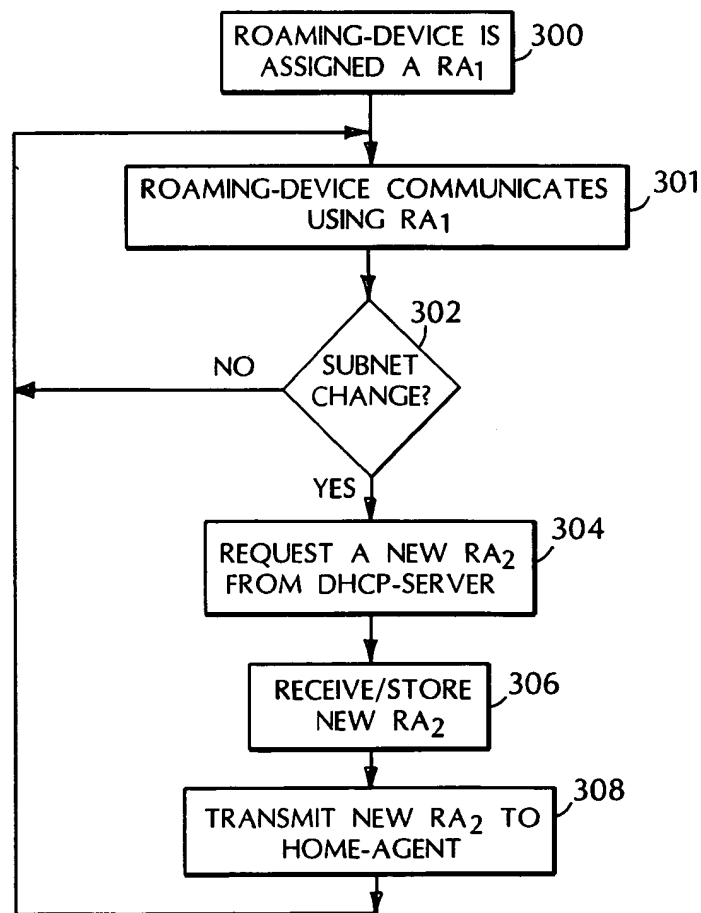 ROAMING-DEVICE IS
ASSIGNED A RA1
300
ROAMING-DEVICE COMMUNICATES
USING RA1
301
302
SUBNET
CHANGE?
NO
YES
REQUEST A NEW RA2
FROM DHCP-SERVER
304
RECEIVE/STORE
NEW RA2
306
TRANSMIT NEW RA2 TO
HOME-AGENT
308